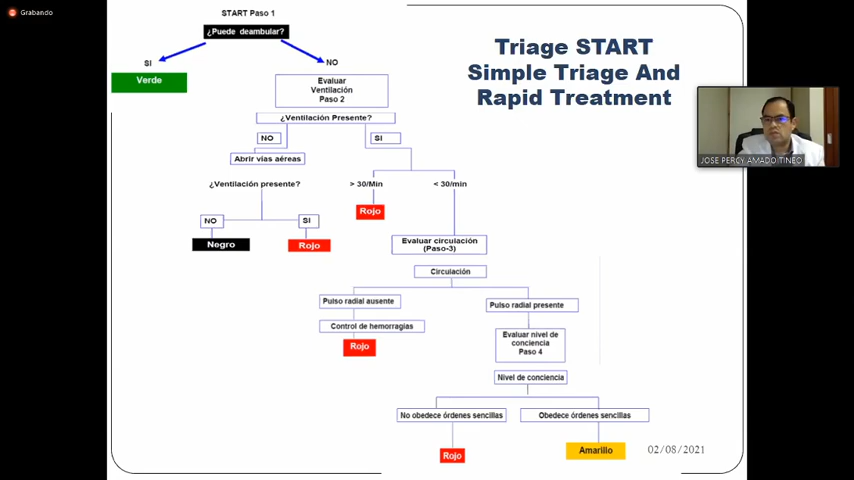 Grabando
START Paso 1
¿Puede deambular?
SI
NO
Verde
Evaluar
Ventilación
Paso 2
¿Ventilación Presente?
NO
SI
Abrir vías aéreas
¿Ventilación presente?
> 30/Min
< 30/min
Rojo
NO
SI
Negro
Rojo
Evaluar circulación
(Paso-3)
Circulación
Pulso radial ausente
Pulso radial presente
Control de hemorragias
Rojo
Evaluar nivel de
conciencia
Paso 4
Nivel de conciencia
No obedece órdenes sencillas
Obedece órdenes sencillas
Rojo
Amarillo
Triage START
Simple Triage And
Rapid Treatment
JOSE PERCY AMADO TINEO
02/08/2021